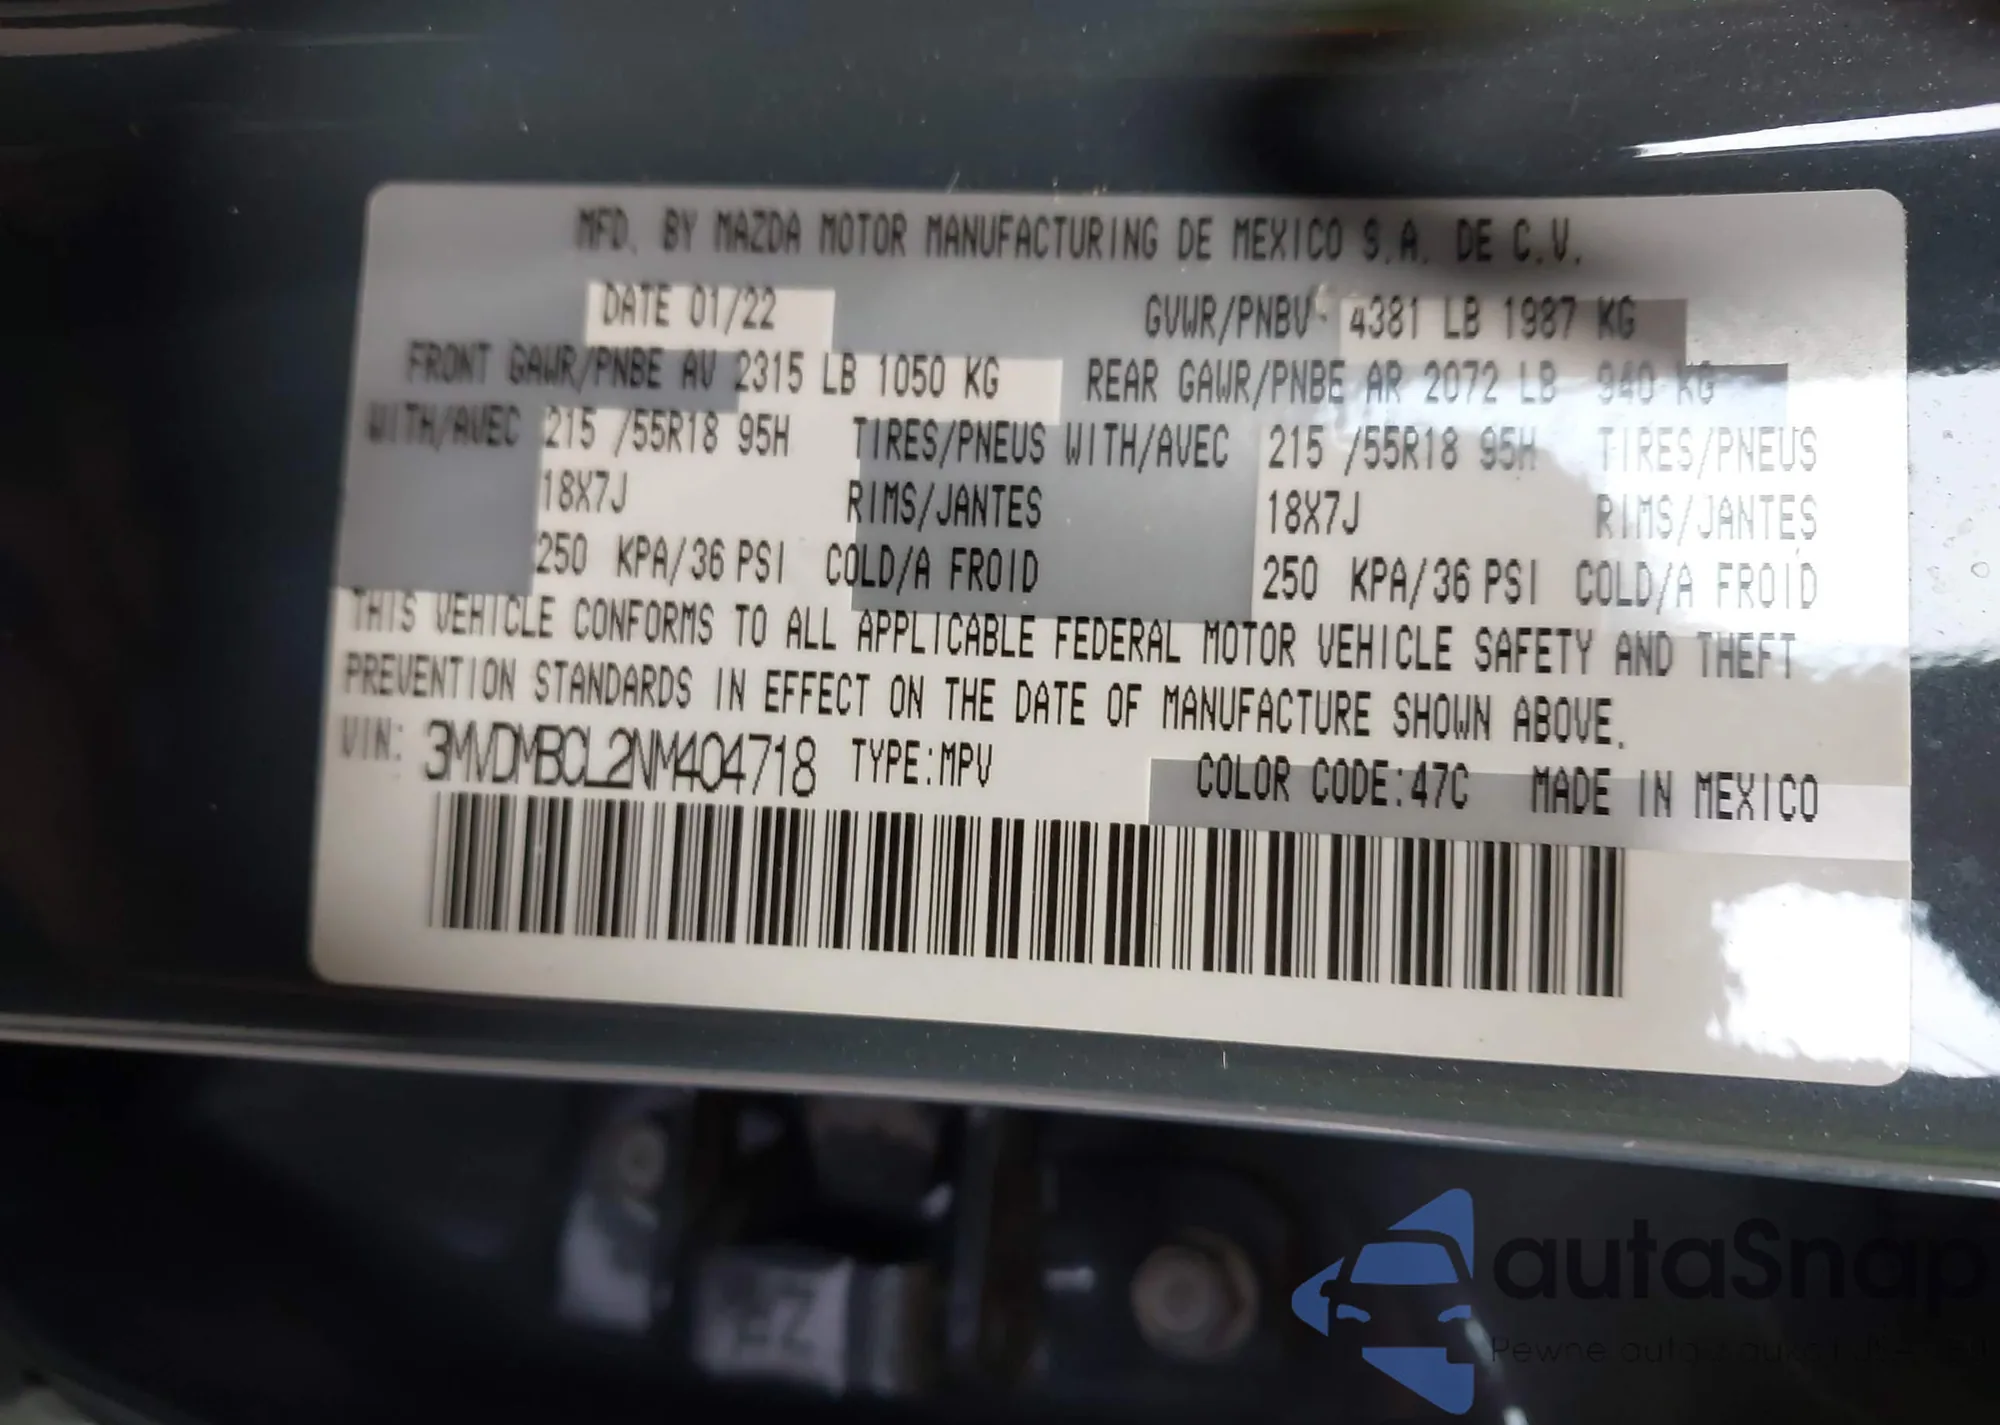 MFD. BY MAZDA MOTOR MANUFACTURING DE MEXICO S.A. DE C.V.
DATE 01/22 GVWR/PNBV 4381 LB 1987 KG
FRONT GAWR/PNBE AV 2315 LB 1050 KG REAR GAWR/PNBE AR 2072 LB 940 KG
WITH/AVEC 215 /55R18 95H TIRES/PNEUS WITH/AVEC 215 /55R18 95H TIRES/PNEUS
18X7J RIMS/JANTES 18X7J RIMS/JANTES
250 KPA/36 PSI COLD/A FROID 250 KPA/36 PSI COLD/A FROID
THIS VEHICLE CONFORMS TO ALL APPLICABLE FEDERAL MOTOR VEHICLE SAFETY AND THEFT
PREVENTION STANDARDS IN EFFECT ON THE DATE OF MANUFACTURE SHOWN ABOVE.
VIN: 3MVDMBCL2NM404718 TYPE:MPV COLOR CODE:47C MADE IN MEXICO
autaSnap
Pewne auta z